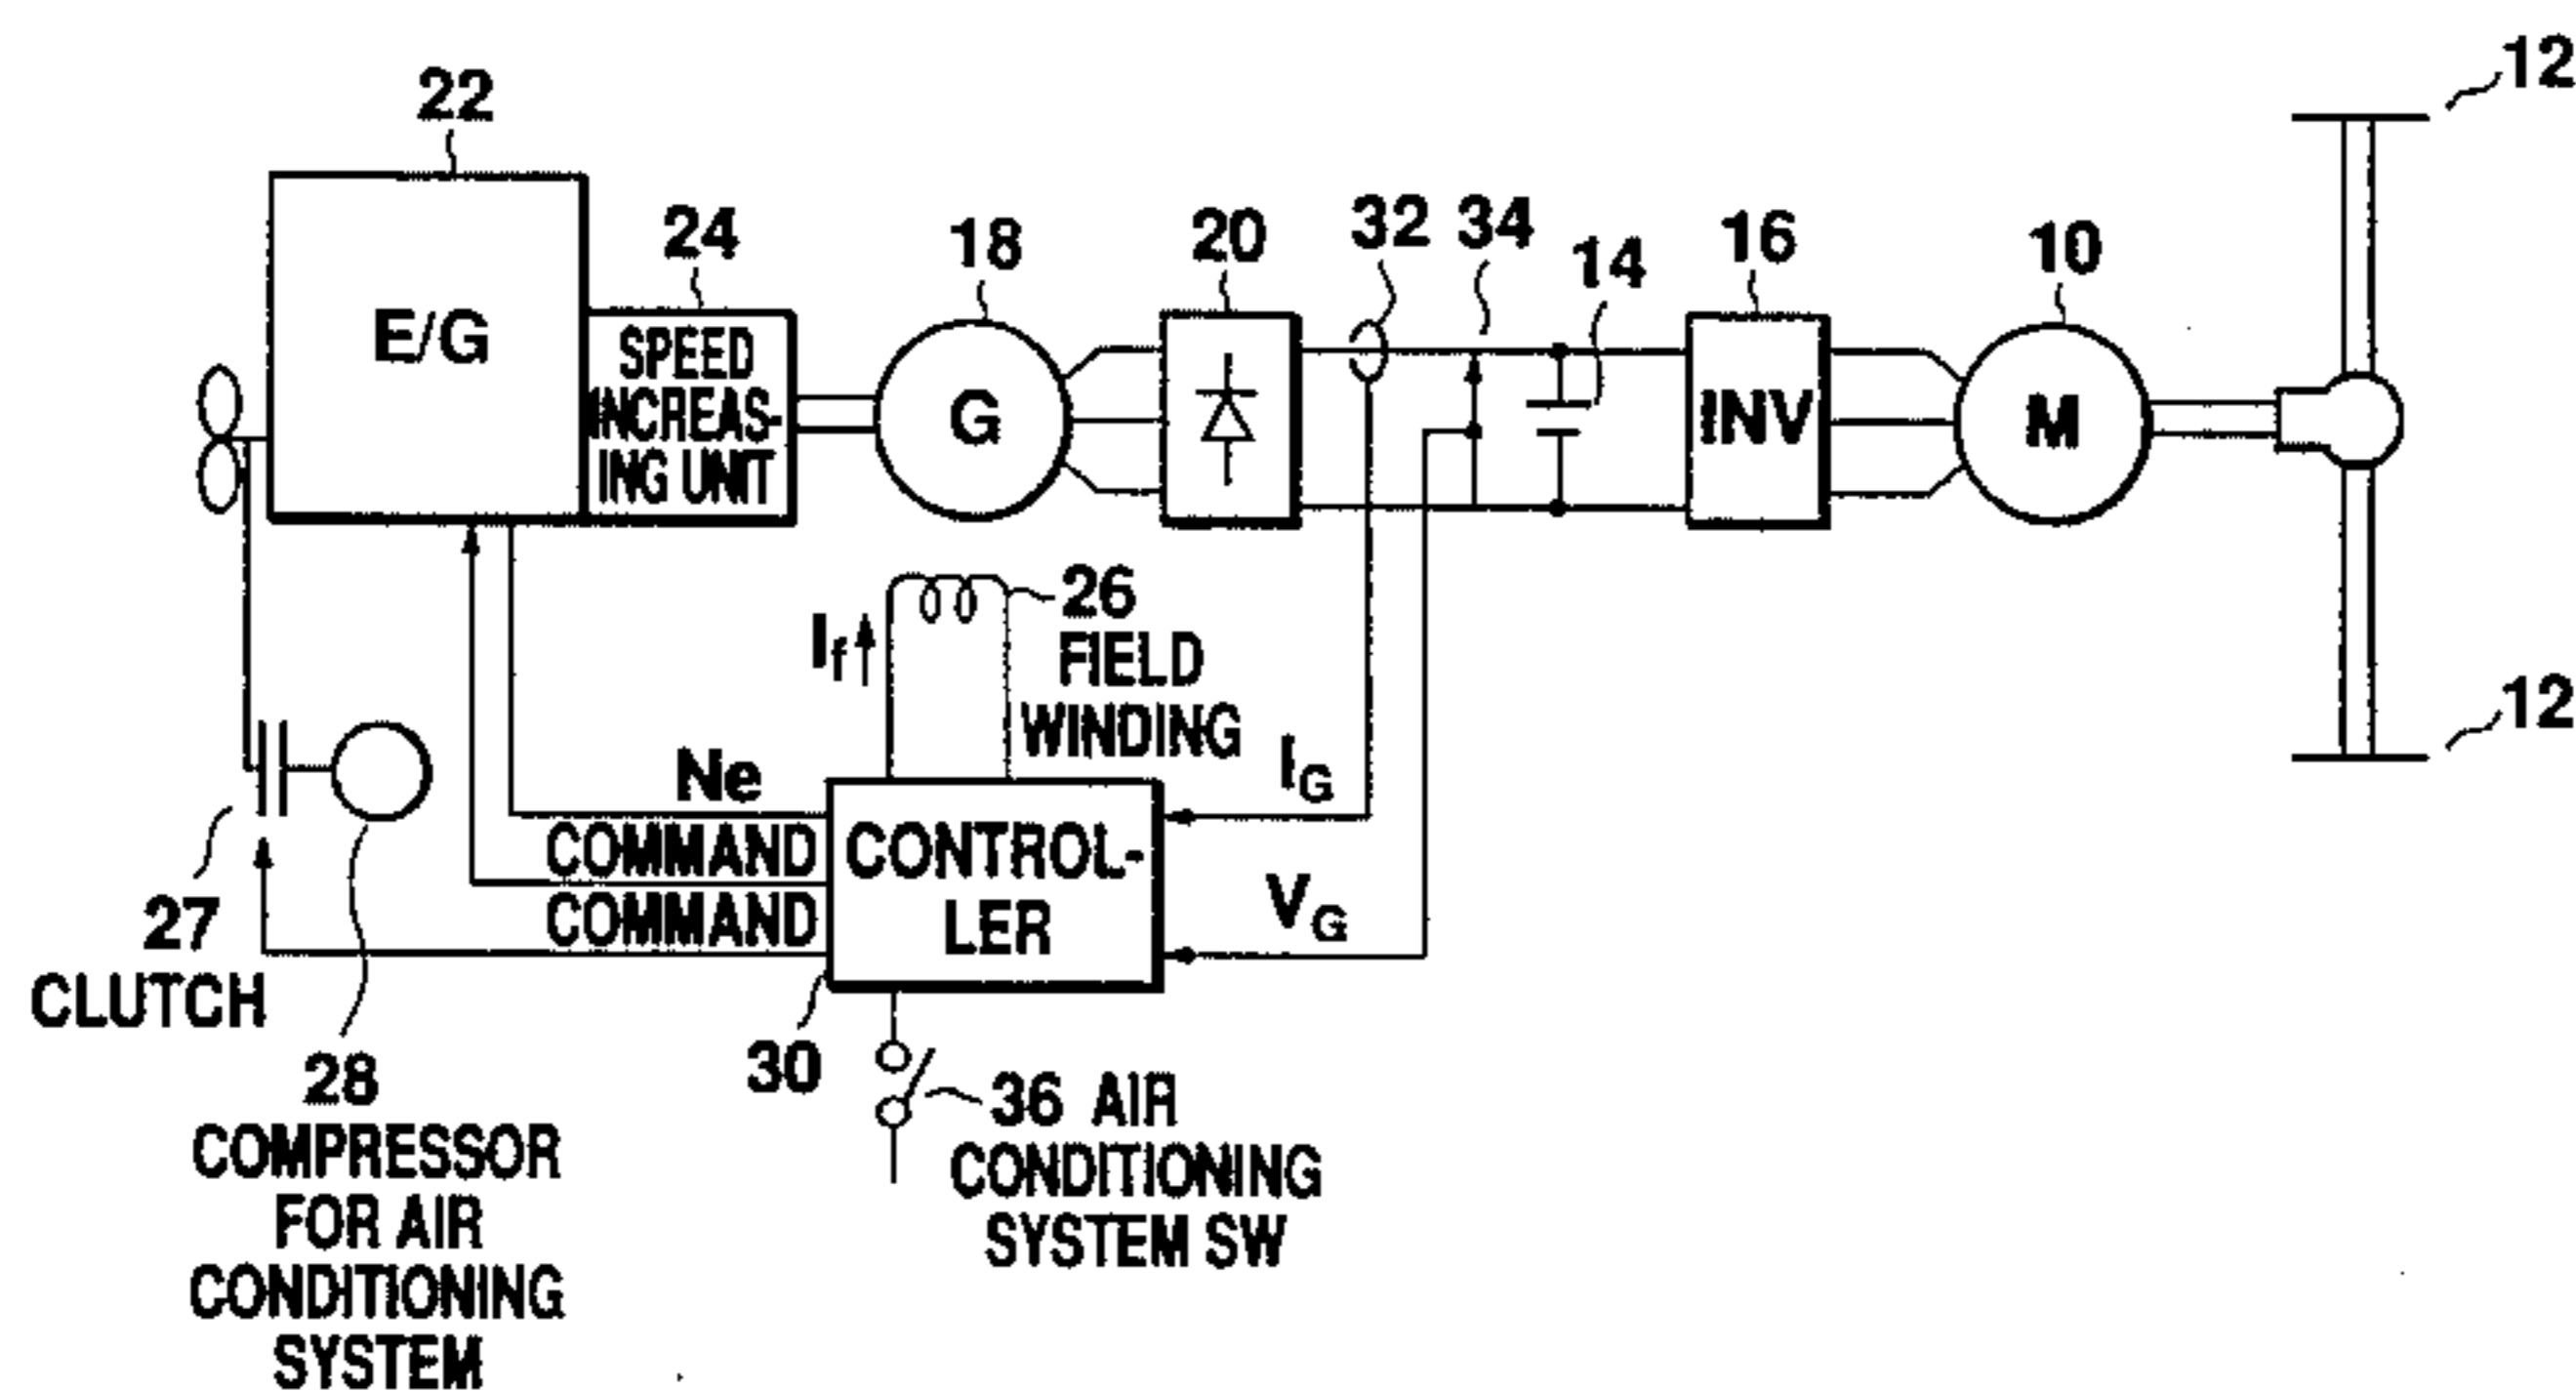 12
22
24
18
20
32
34
14
16
10
E/G
SPEED
INCREAS-
ING UNIT
G
INV
M
26
FIELD
WINDING
If
12
Ne
IG
COMMAND
COMMAND
CONTROL-
LER
VG
27
CLUTCH
28
COMPRESSOR
FOR AIR
CONDITIONING
SYSTEM
30
36 AIR
CONDITIONING
SYSTEM SW